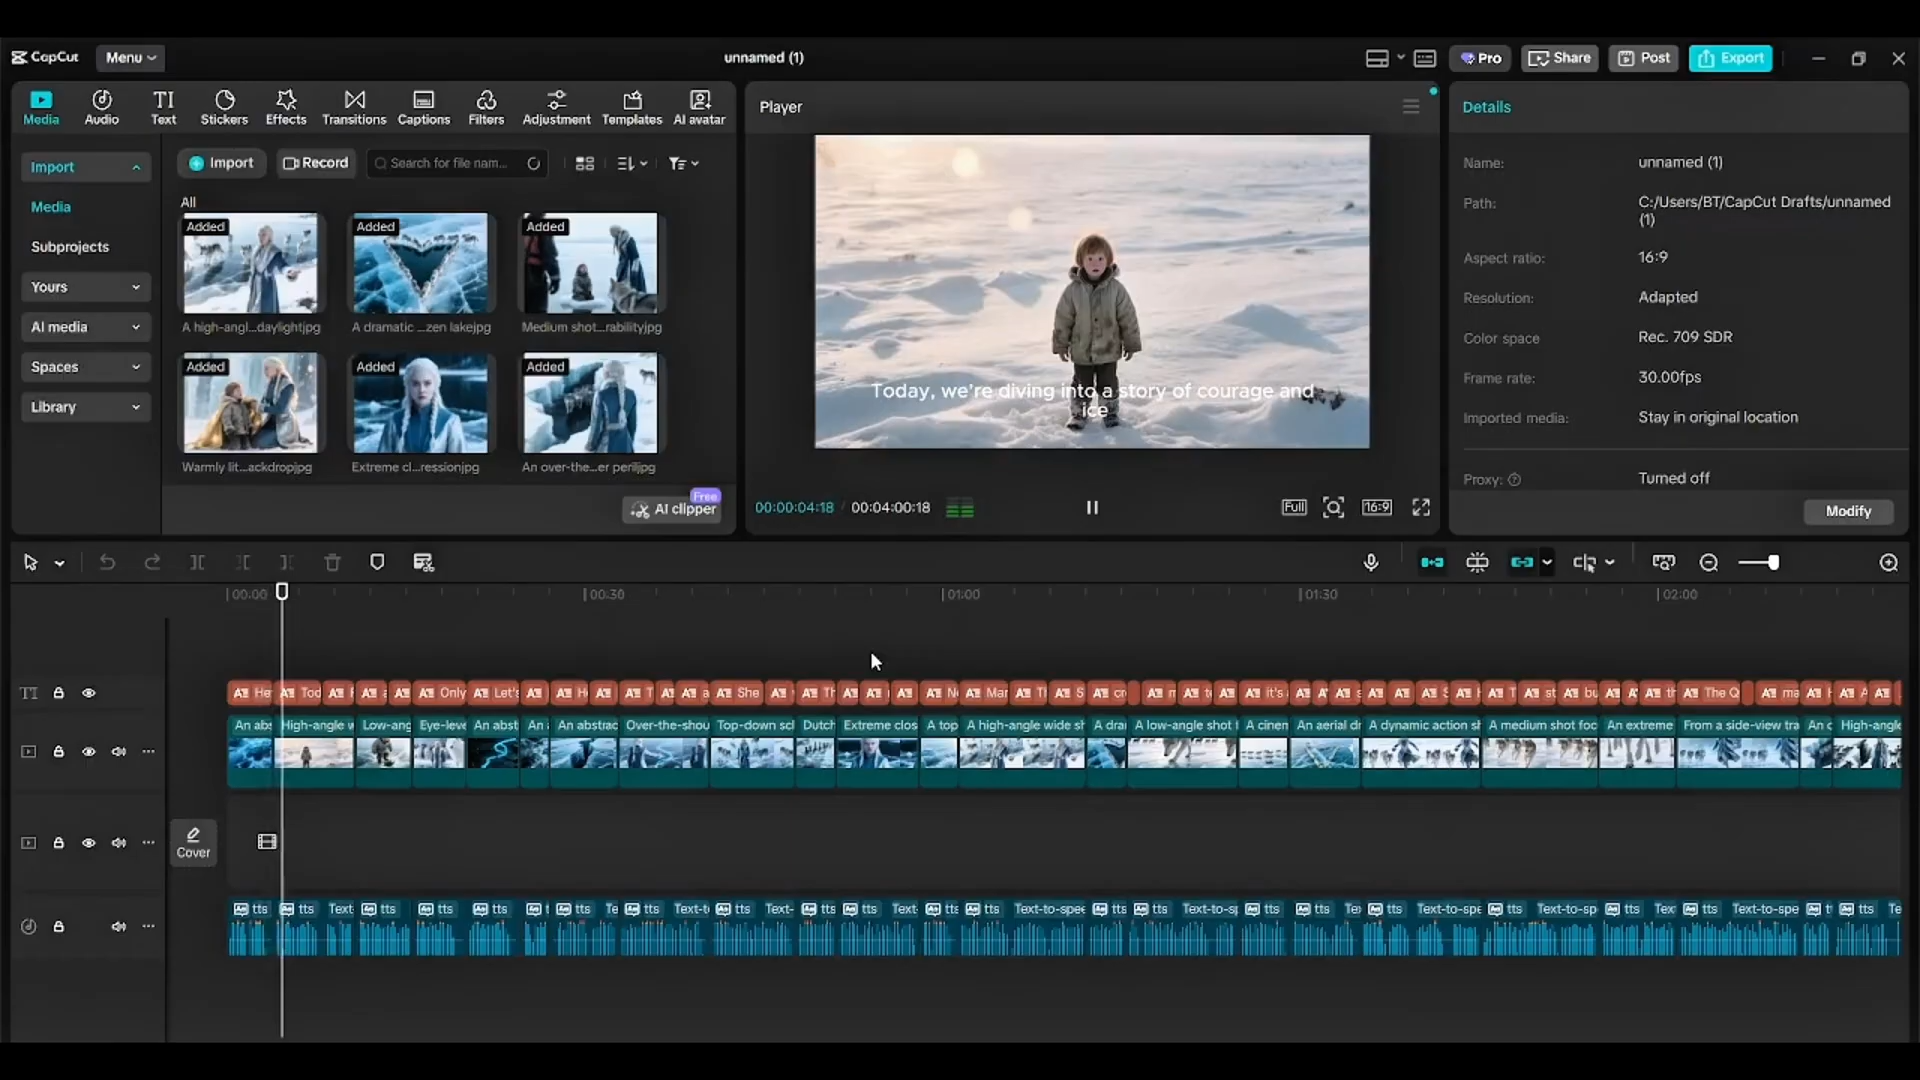 CapCut
Menu
unnamed (1)
Pro
Share
Post
Export
Media
Audio
Text
Stickers
Effects
Transitions
Captions
Filters
Adjustment
Templates
AI avatar
Import
Media
Subprojects
Yours
AI media
Spaces
Library
Import
Record
Search for file nam...
All
Added
Added
Added
A high-angl...daylightjpg
A dramatic ...zen lakejpg
Medium shot...rabilityjpg
Added
Added
Added
Warmly lit...ackdropjpg
Extreme cl...ressionjpg
An over-the...er periljpg
Free
AI clipper
Player
Today, we're diving into a story of courage and
ice
00:00:04:18 / 00:04:00:18
Full
16:9
Details
Name: unnamed (1)
Path: C:/Users/BT/CapCut Drafts/unnamed
(1)
Aspect ratio: 16:9
Resolution: Adapted
Color space Rec. 709 SDR
Frame rate: 30.00fps
Imported media: Stay in original location
Proxy: Turned off
Modify
00:00 00:30 01:00 01:30 02:00
He Tod Only Let's She Th Mar it's The Q ma
An abs High-angle w Low-ang Eye-leve An abst An abstrac Over-the-shou Top-down scl Dutch Extreme clos A top A high-angle wide sh A dra A low-angle shot f A cinen An aerial dr A dynamic action sl A medium shot foc An extreme From a side-view tra An c High-angle
Cover
tts tts Text tts tts tts tts Te tts Text-t tts Text- tts tts Text tts tts Text-to-spee tts tts Text-to-sp tts tts Te tts Text-to-spe tts Text-to-sp tts Tex tts Text-to-spe tts Te